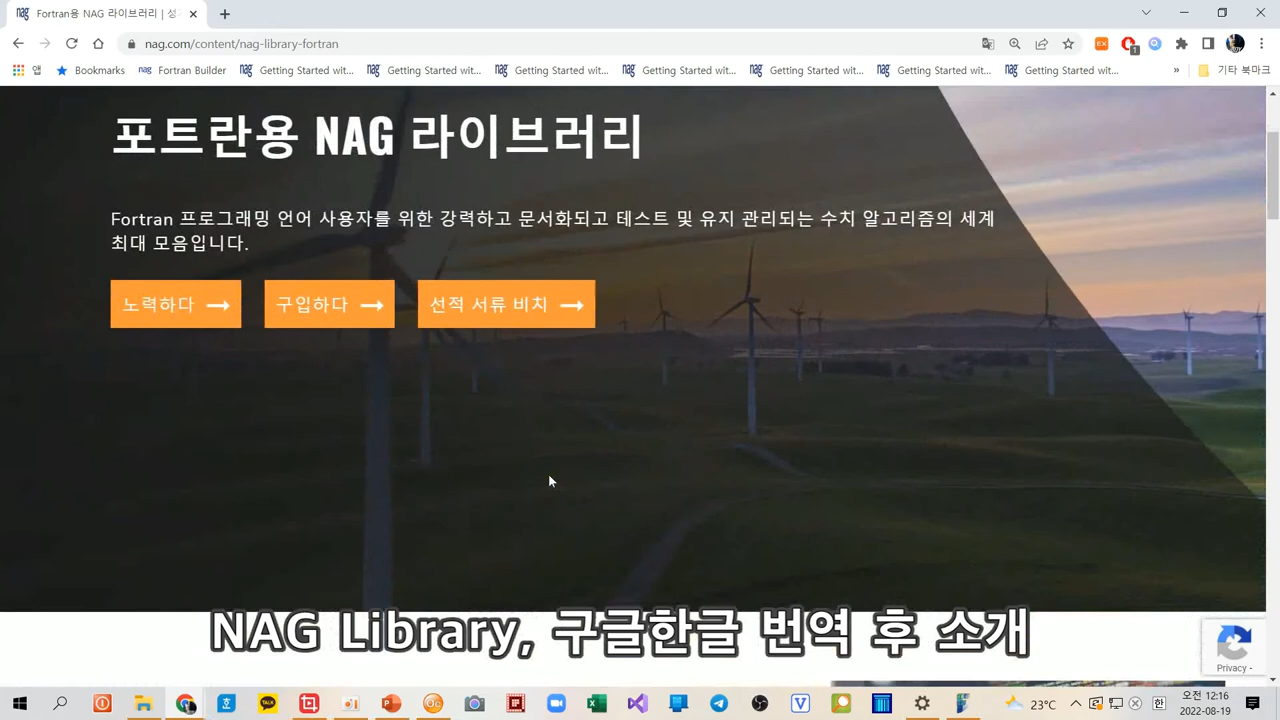 Fortran용 NAG 라이브러리 | 성
nag.com/content/nag-library-fortran
앱
Bookmarks
Fortran Builder
Getting Started wit...
Getting Started wit...
Getting Started wit...
Getting Started wit...
Getting Started wit...
Getting Started wit...
Getting Started wit...
»
기타 북마크
포트란용 NAG 라이브러리
Fortran 프로그래밍 언어 사용자를 위한 강력하고 문서화되고 테스트 및 유지 관리되는 수치 알고리즘의 세계
최대 모음입니다.
노력하다
구입하다
선적 서류 비치
NAG Library, 구글한글 번역 후 소개
Privacy -
23°C
한
오전 12:16
2022-08-19